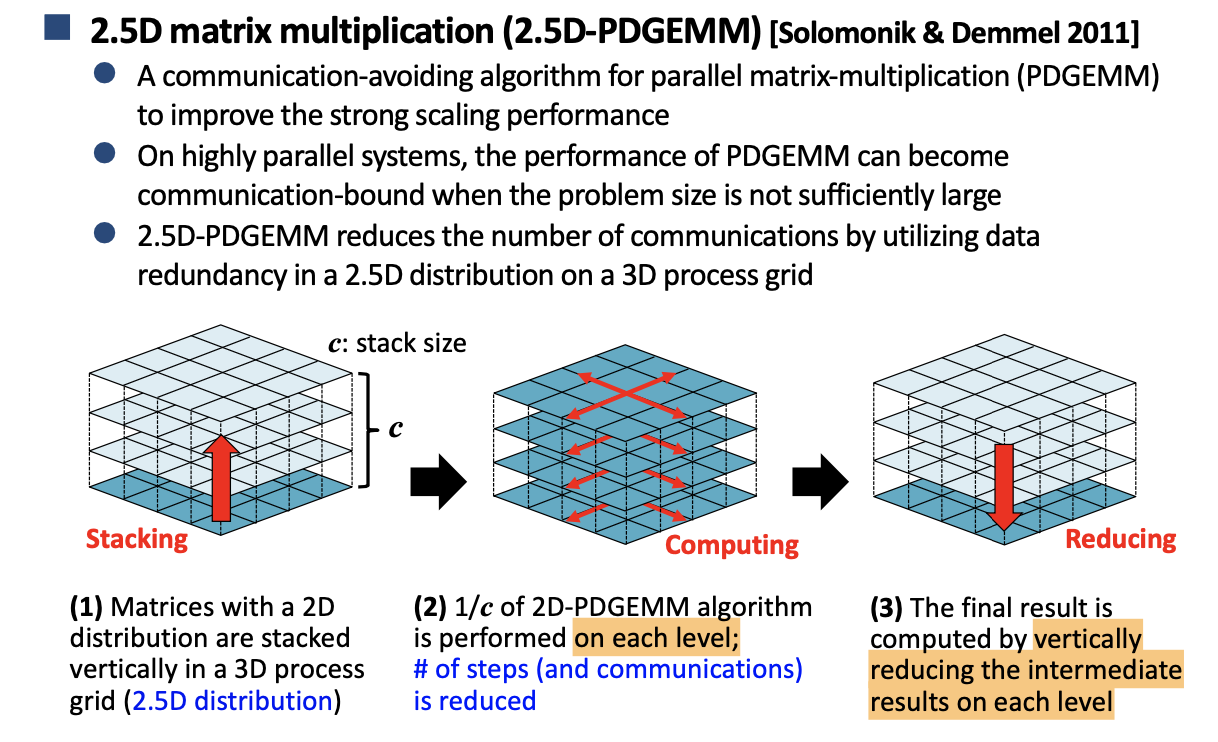 2.5D matrix multiplication (2.5D-PDGEMM) [Solomonik & Demmel 2011]
A communication-avoiding algorithm for parallel matrix-multiplication (PDGEMM)
to improve the strong scaling performance
On highly parallel systems, the performance of PDGEMM can become
communication-bound when the problem size is not sufficiently large
2.5D-PDGEMM reduces the number of communications by utilizing data
redundancy in a 2.5D distribution on a 3D process grid
c: stack size
c
Stacking
Computing
Reducing
(1) Matrices with a 2D
distribution are stacked
vertically in a 3D process
grid (2.5D distribution)
(2) 1/c of 2D-PDGEMM algorithm
is performed on each level;
# of steps (and communications)
is reduced
(3) The final result is
computed by vertically
reducing the intermediate
results on each level